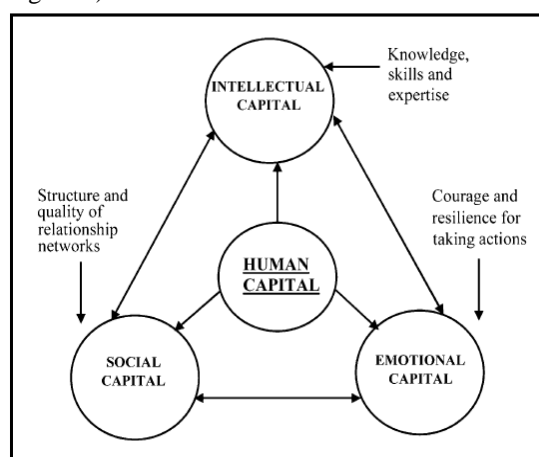 Knowledge,
skills and
expertise
INTELLECTUAL
CAPITAL
Structure and
quality of
relationship
networks
Courage and
resilience for
taking actions
HUMAN
CAPITAL
SOCIAL
CAPITAL
EMOTIONAL
CAPITAL